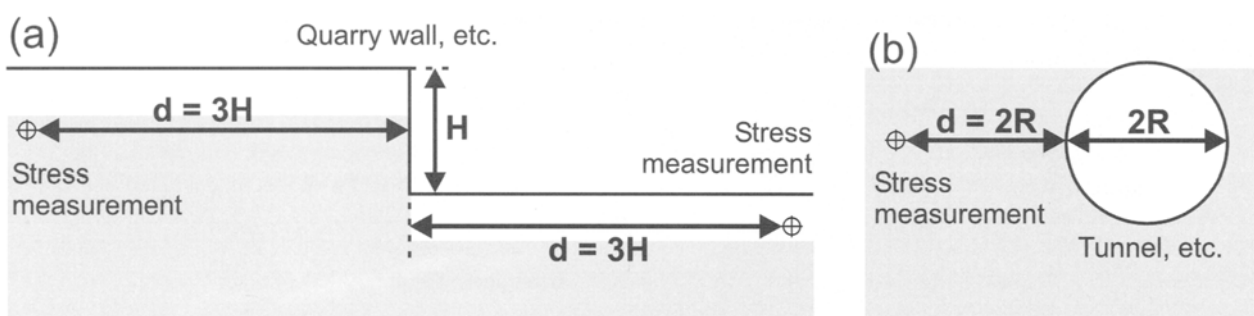 (a)
Quarry wall, etc.
d = 3H
H
Stress
measurement
Stress
measurement
d = 3H
(b)
d = 2R
2R
Stress
measurement
Tunnel, etc.